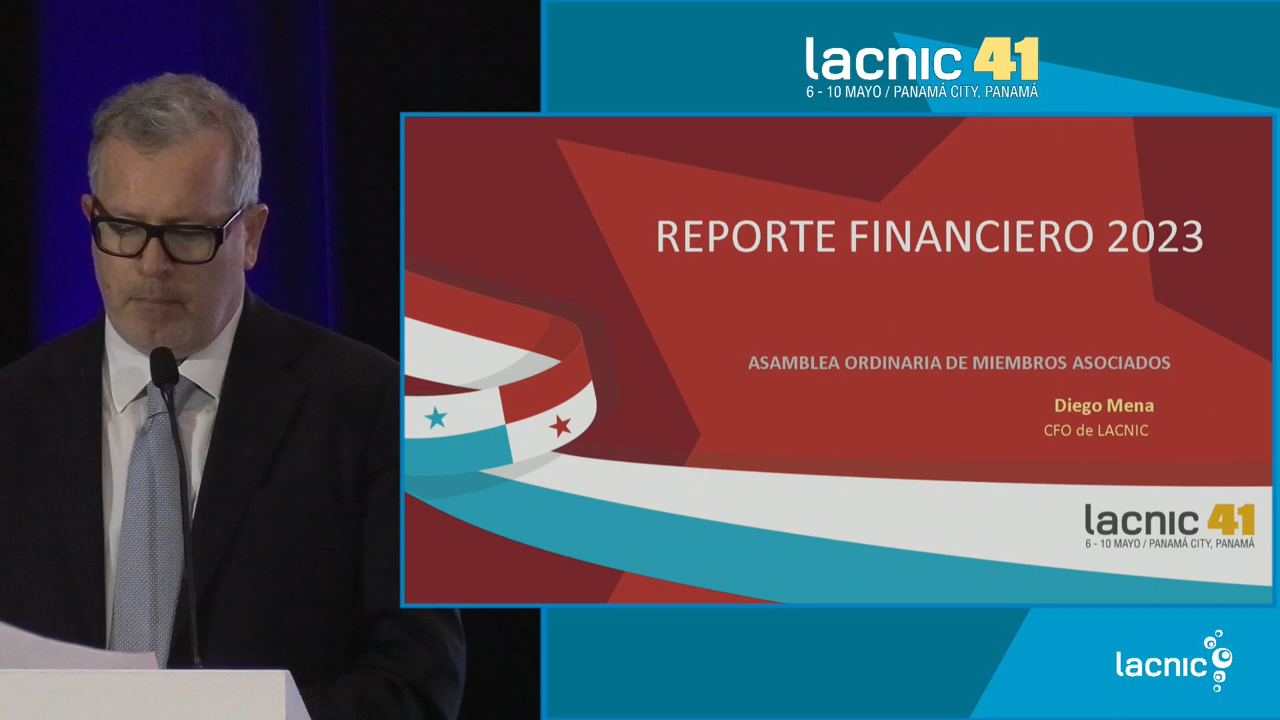 lacnic 41
6 - 10 MAYO / PANAMÁ CITY, PANAMÁ
REPORTE FINANCIERO 2023
ASAMBLEA ORDINARIA DE MIEMBROS ASOCIADOS
Diego Mena
CFO de LACNIC
lacnic 41
6 - 10 MAYO / PANAMÁ CITY, PANAMÁ
lacnic